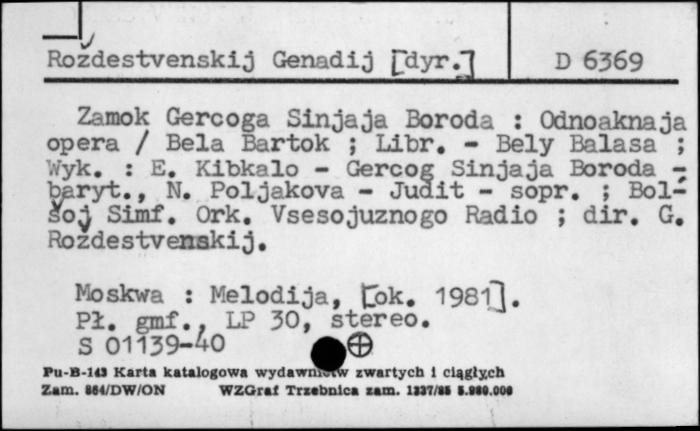 Roždestvenskij Genadij [dyr.]
D 6369
Zamok Gercoga Sinjaja Boroda : Odnoaknaja
opera / Bela Bartok ; Libr. - Bely Balasa ;
Wyk. : E. Kibkalo - Gercog Sinjaja Boroda -
baryt., N. Poljakova - Judit - sopr. ; Bol-
šoj Simf. Ork. Vsesojuznogo Radio ; dir. G.
Roždestvenskij.
Moskwa : Melodija, [ok. 1981].
Pł. gmf., LP 30, stereo.
S 01139-40
Pu-B-143 Karta katalogowa wydawnictw zwartych i ciągłych
Zam. 864/DW/ON WZGraf Trzebnica zam. 1337/85 5.980.000